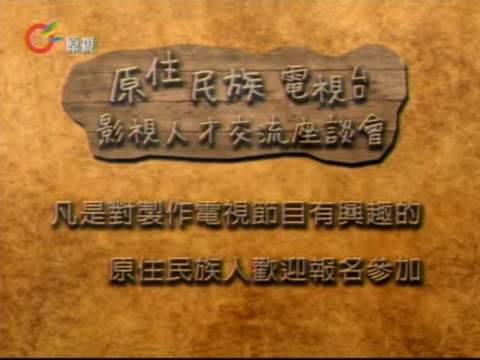 原視
原住民族電視台
影視人才交流座談會
凡是對製作電視節目有興趣的
原住民族人歡迎報名參加